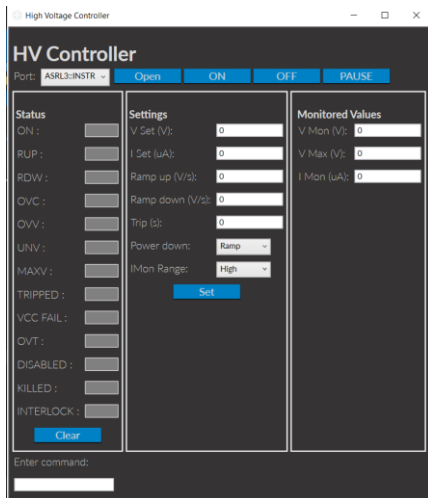 High Voltage Controller
HV Controller
Port: ASRL3::INSTR Open ON OFF PAUSE
Status
ON :
RUP :
RDW :
OVC :
OVV :
UNV :
MAXV :
TRIPPED :
VCC FAIL :
OVT :
DISABLED :
KILLED :
INTERLOCK :
Clear
Settings
V Set (V): 0
I Set (uA): 0
Ramp up (V/s): 0
Ramp down (V/s): 0
Trip (s): 0
Power down: Ramp
IMon Range: High
Set
Monitored Values
V Mon (V): 0
V Max (V): 0
I Mon (uA): 0
Enter command: